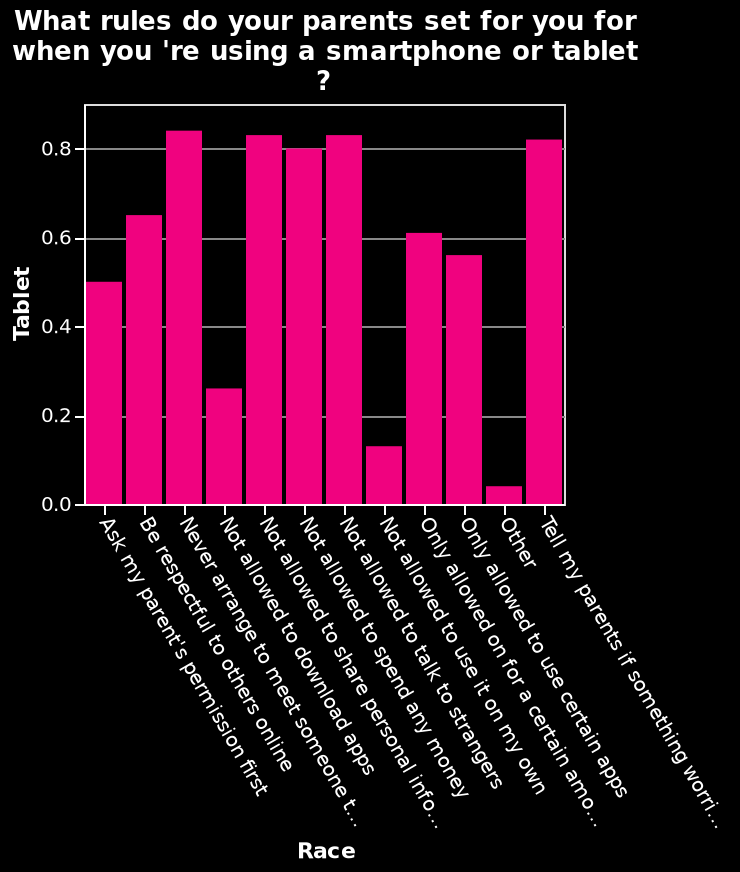 What rules do your parents set for you for
when you 're using a smartphone or tablet
?
Tablet
0.8
0.6
0.4
0.2
0.0
Ask my parent's permission first
Be respectful to others online
Never arrange to meet someone t…
Not allowed to download apps
Not allowed to share personal info…
Not allowed to spend any money
Not allowed to talk to strangers
Not allowed to use it on my own
Only allowed on for a certain amo…
Only allowed to use certain apps
Other
Tell my parents if something worri…
Race